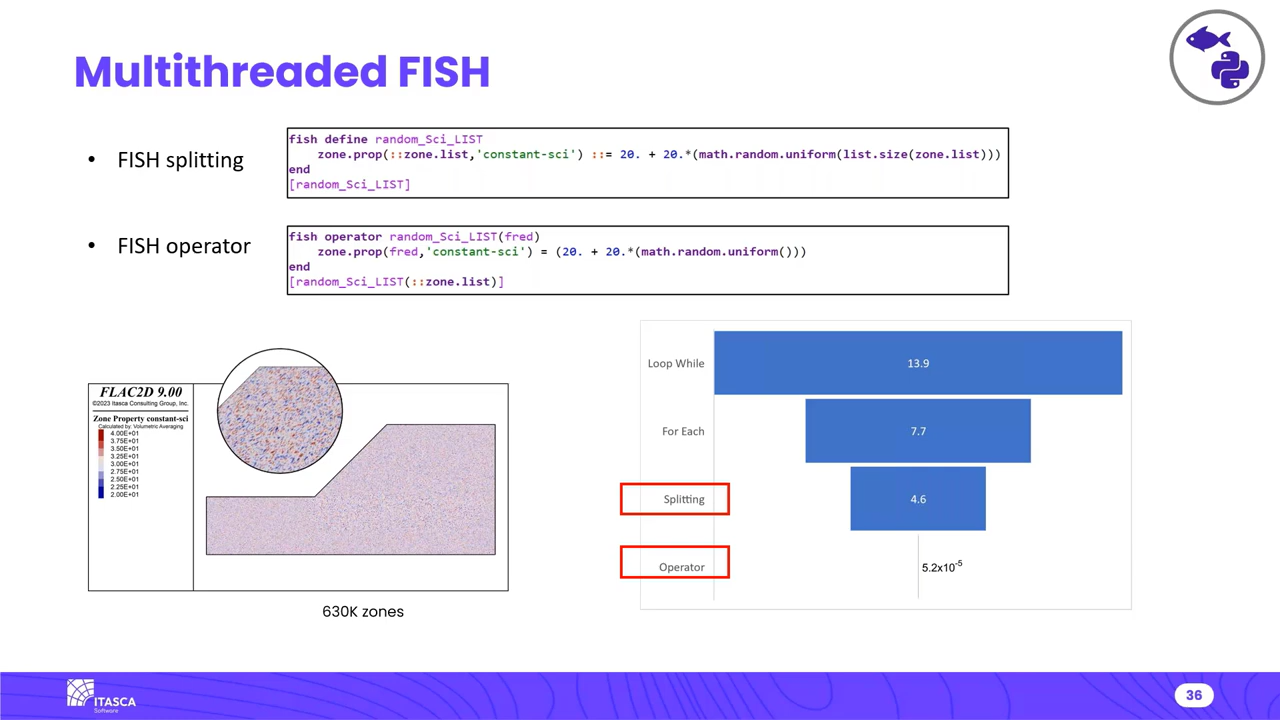 Multithreaded FISH
• FISH splitting
fish define random_Sci_LIST
zone.prop(::zone.list,'constant-sci') ::= 20. + 20.*(math.random.uniform(list.size(zone.list)))
end
[random_Sci_LIST]
• FISH operator
fish operator random_Sci_LIST(fred)
zone.prop(fred,'constant-sci') = (20. + 20.*(math.random.uniform()))
end
[random_Sci_LIST(::zone.list)]
FLAC2D 9.00
©2023 Itasca Consulting Group, Inc.
Zone Property constant-sci
Calculated by: Volumetric Averaging
4.00E+01
3.75E+01
3.50E+01
3.25E+01
3.00E+01
2.75E+01
2.50E+01
2.25E+01
2.00E+01
630K zones
Loop While
13.9
For Each
7.7
Splitting
4.6
Operator
5.2x10⁻⁵
ITASCA
Software
36